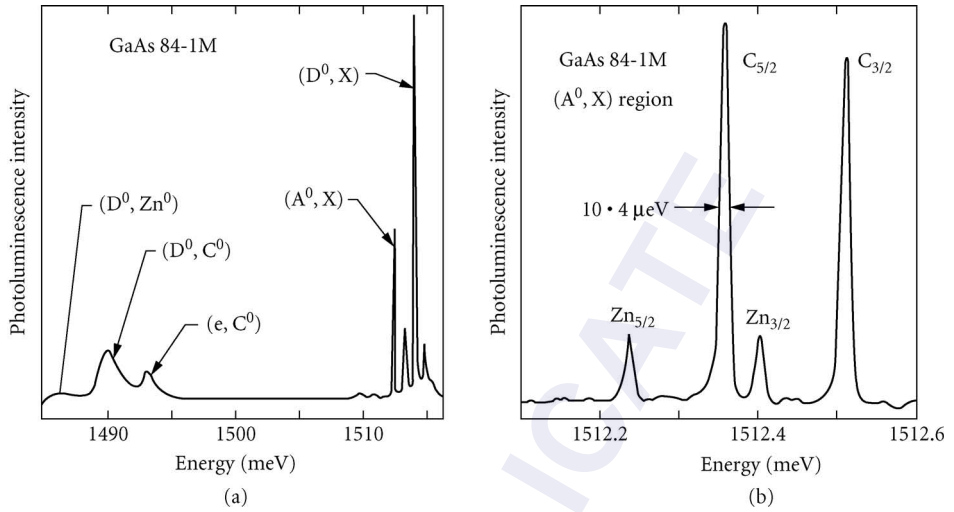 GaAs 84-1M
(D⁰, X)
(A⁰, X)
(D⁰, Zn⁰)
(D⁰, C⁰)
(e, C⁰)
Photoluminescence intensity
1490
1500
1510
Energy (meV)
(a)
GaAs 84-1M
(A⁰, X) region
C₅/₂
C₃/₂
10 • 4 μeV
Zn₅/₂
Zn₃/₂
Photoluminescence intensity
1512.2
1512.4
1512.6
Energy (meV)
(b)
ICATE